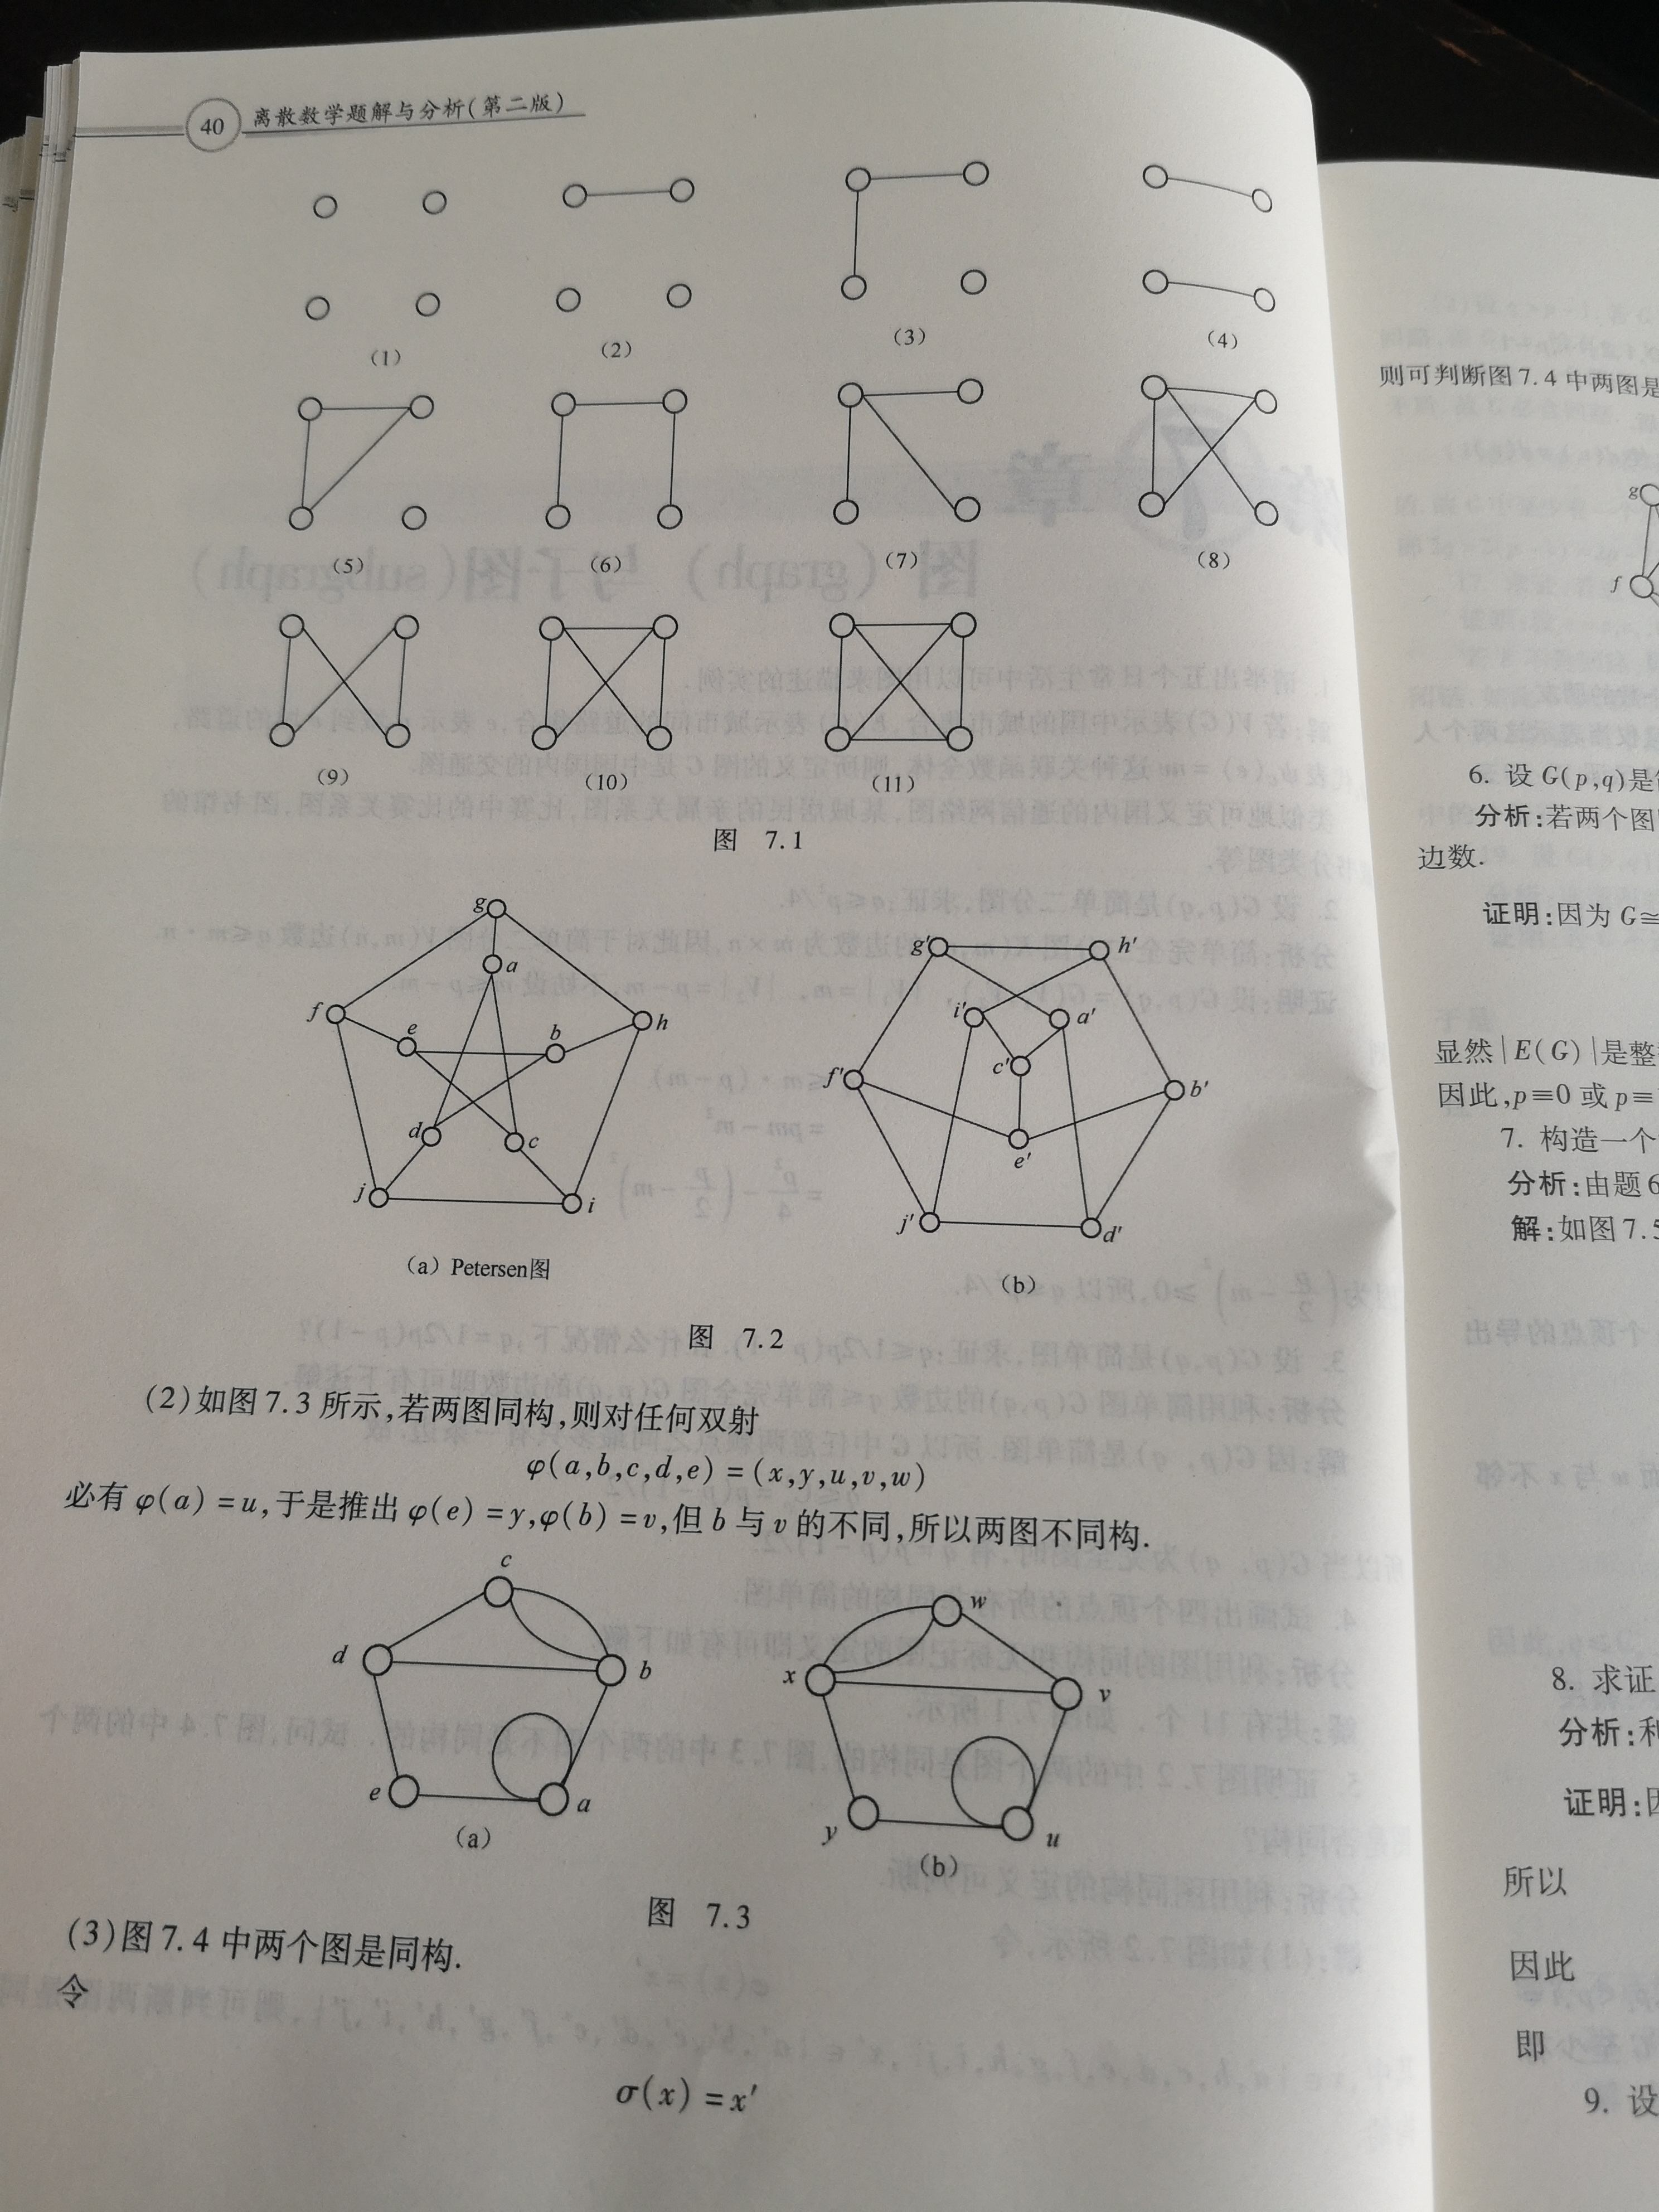 40 离散数学题解与分析(第二版)
(1)
(2)
(3)
(4)
(5)
(6)
(7)
(8)
(9)
(10)
(11)
图 7.1
g
a
f
e
b
h
d
c
j
i
(a) Petersen图
g′
h′
i′
a′
c′
f′
b′
e′
j′
d′
(b)
图 7.2
(2)如图7.3所示,若两图同构,则对任何双射
φ(a,b,c,d,e)=(x,y,u,v,w)
必有φ(a)=u,于是推出φ(e)=y,φ(b)=v,但b与v的不同,所以两图不同构.
c
d
b
e
a
(a)
w
x
v
y
u
(b)
图 7.3
(3)图7.4中两个图是同构.
令
σ(x)=x′
则可判断图7.4中两图是
g
f
6. 设G(p,q)是
分析:若两个图
边数.
证明:因为G≅
显然|E(G)|是整
因此,p≡0或p≡
7. 构造一个
分析:由题6
解:如图7.5
8. 求证
分析:利
证明:因
所以
因此
即
9. 设